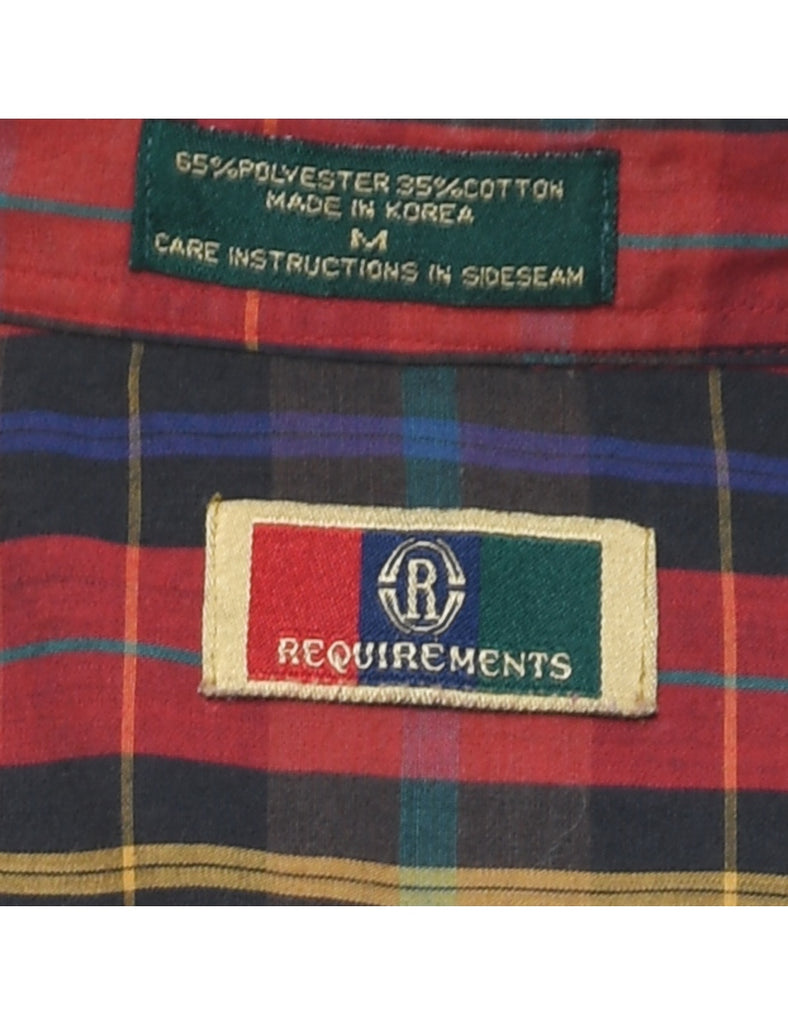 65%POLYESTER 35%COTTON
MADE IN KOREA
M
CARE INSTRUCTIONS IN SIDESEAM
R
REQUIREMENTS